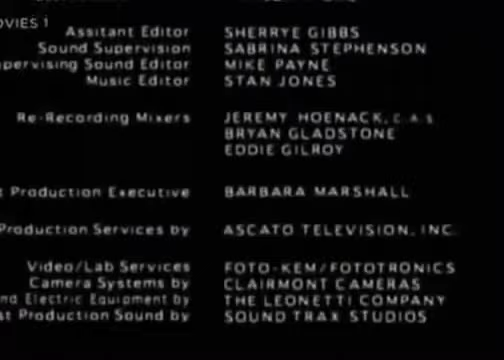 OVIES 1
Assitant Editor SHERRYE GIBBS
Sound Supervision SABRINA STEPHENSON
pervising Sound Editor MIKE PAYNE
Music Editor STAN JONES
Re-Recording Mixers JEREMY HOENACK, C.A.S.
BRYAN GLADSTONE
EDDIE GILROY
t Production Executive BARBARA MARSHALL
Production Services by ASCATO TELEVISION, INC.
Video/Lab Services FOTO-KEM/FOTOTRONICS
Camera Systems by CLAIRMONT CAMERAS
nd Electric Equipment by THE LEONETTI COMPANY
st Production Sound by SOUND TRAX STUDIOS